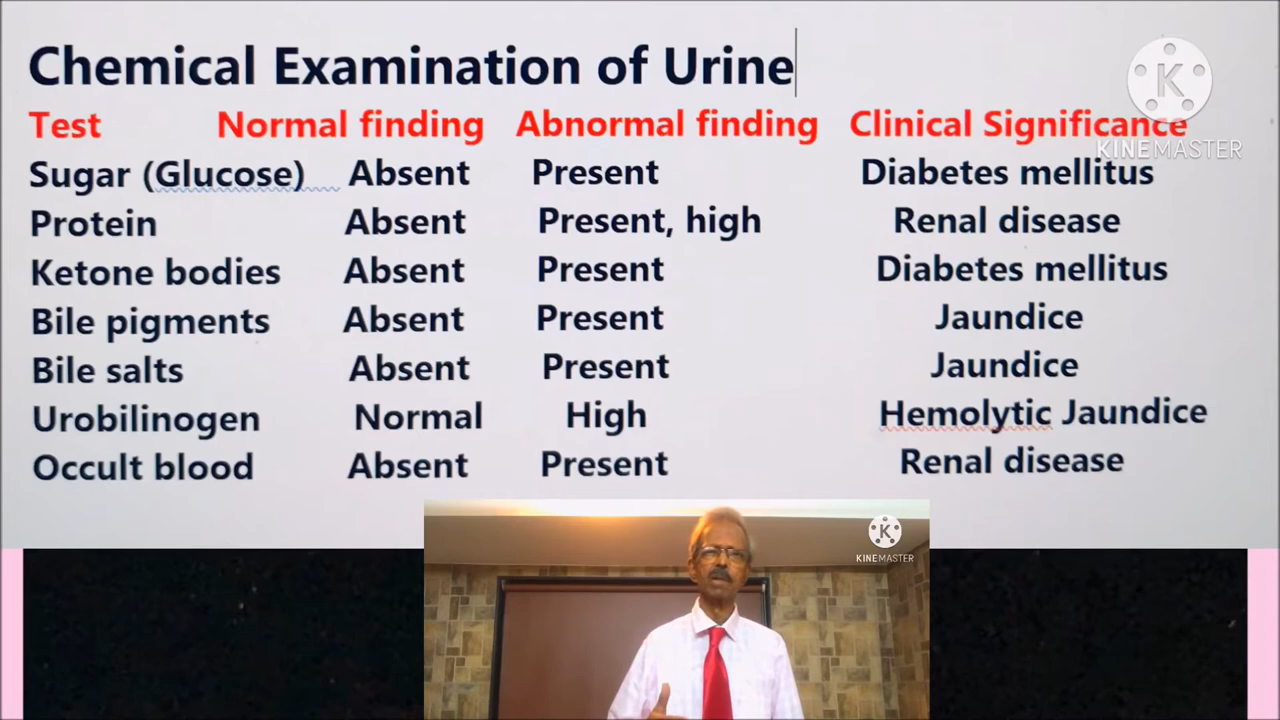 Chemical Examination of Urine
Test Normal finding Abnormal finding Clinical Significance
KINEMASTER
Sugar (Glucose) Absent Present Diabetes mellitus
Protein Absent Present, high Renal disease
Ketone bodies Absent Present Diabetes mellitus
Bile pigments Absent Present Jaundice
Bile salts Absent Present Jaundice
Urobilinogen Normal High Hemolytic Jaundice
Occult blood Absent Present Renal disease
KINEMASTER